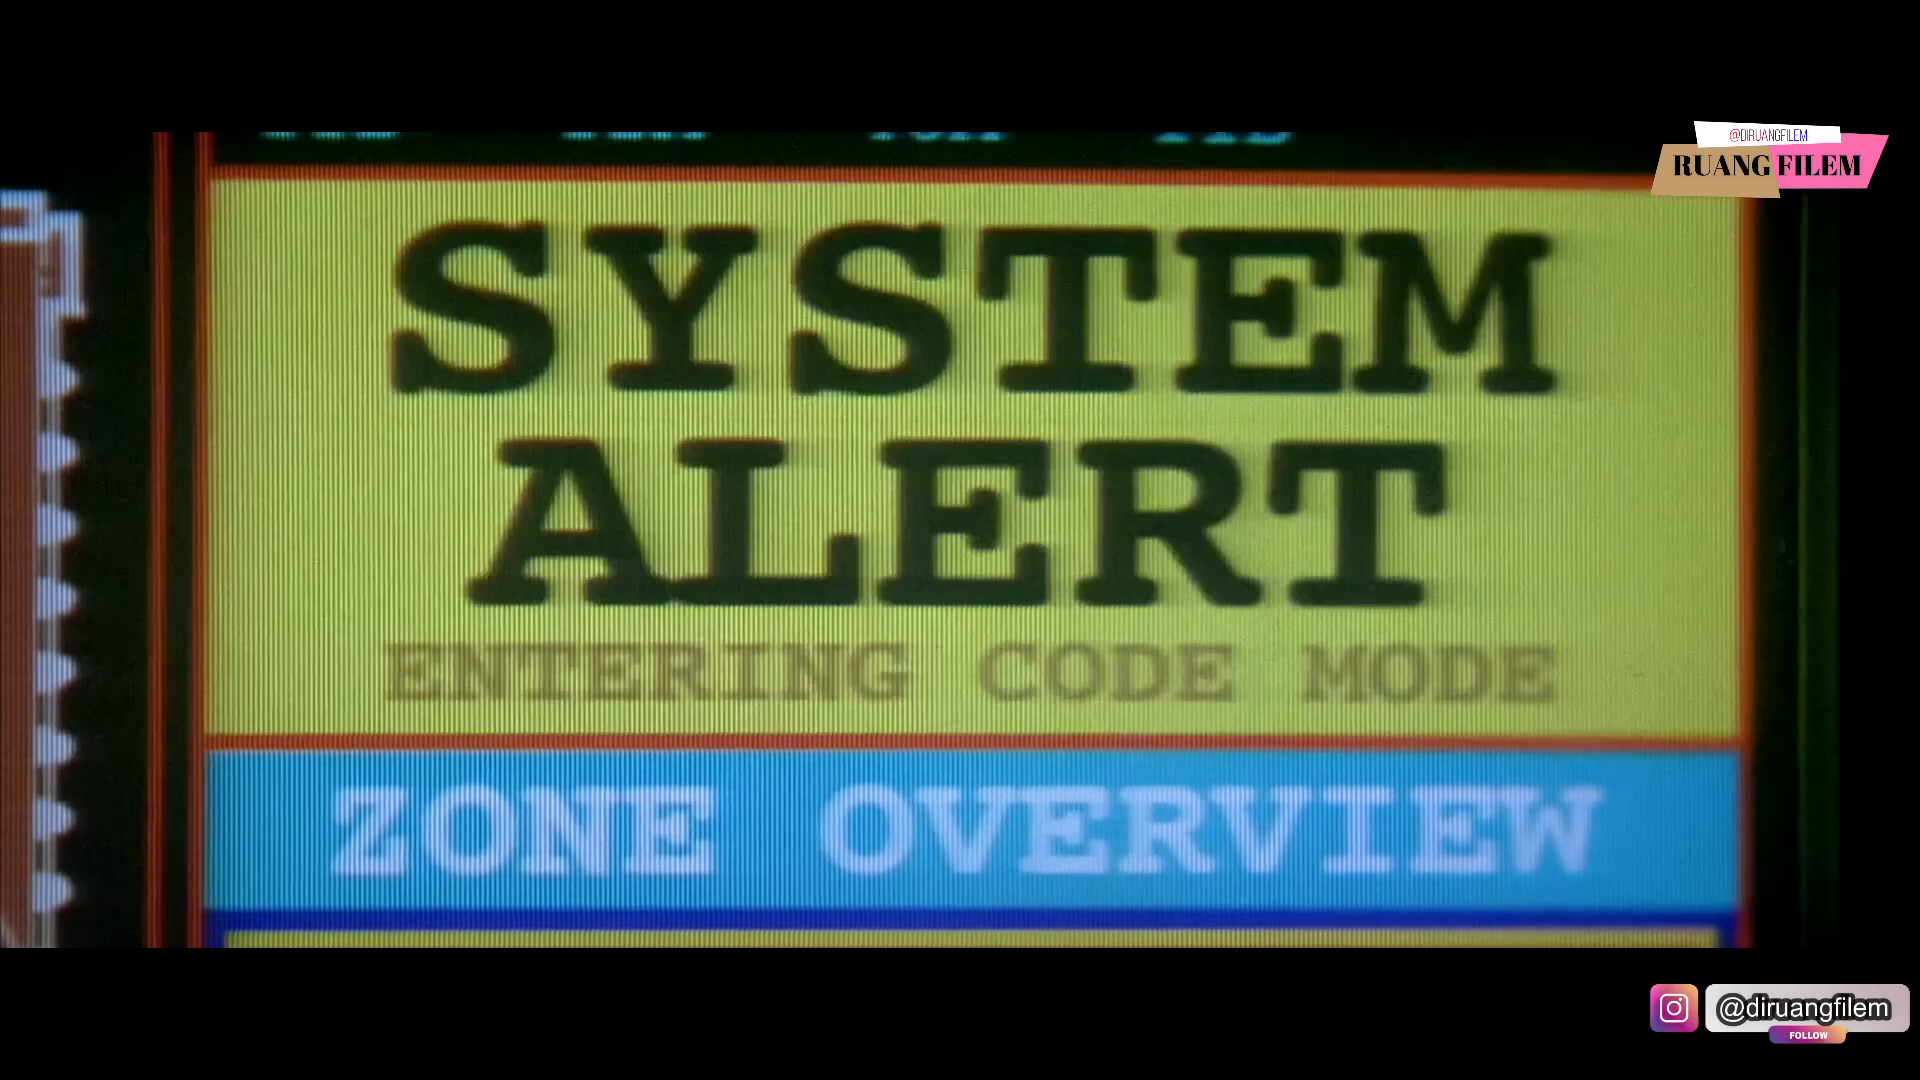 @DIRUANGFILEM
RUANG FILEM
SYSTEM
ALERT
ENTERING CODE MODE
ZONE OVERVIEW
@diruangfilem
FOLLOW